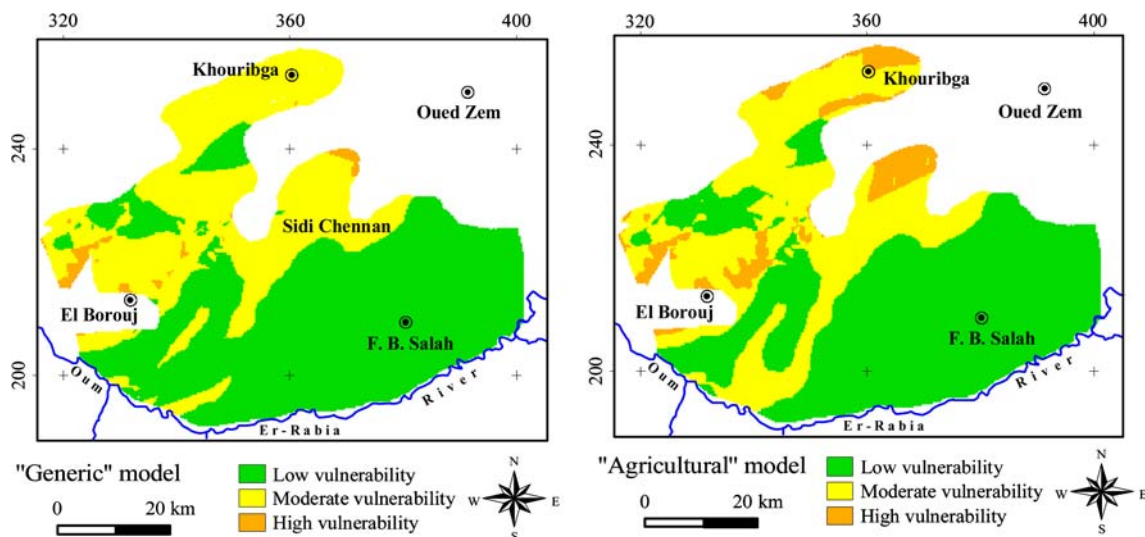 320 360 400
Khouribga
Oued Zem
240
Sidi Chennan
El Borouj
F. B. Salah
200
Oum
Er-Rabia
River
"Generic" model
0 20 km
Low vulnerability
Moderate vulnerability
High vulnerability
N
W E
S
320 360 400
Khouribga
Oued Zem
240
El Borouj
F. B. Salah
200
Oum
Er-Rabia
River
"Agricultural" model
0 20 km
Low vulnerability
Moderate vulnerability
High vulnerability
N
W E
S